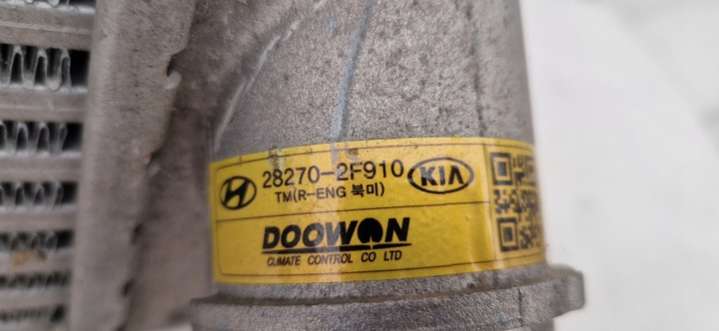 28270-2F910 KIA
TM(R-ENG 북미)
DOOWON
CLIMATE CONTROL CO LTD